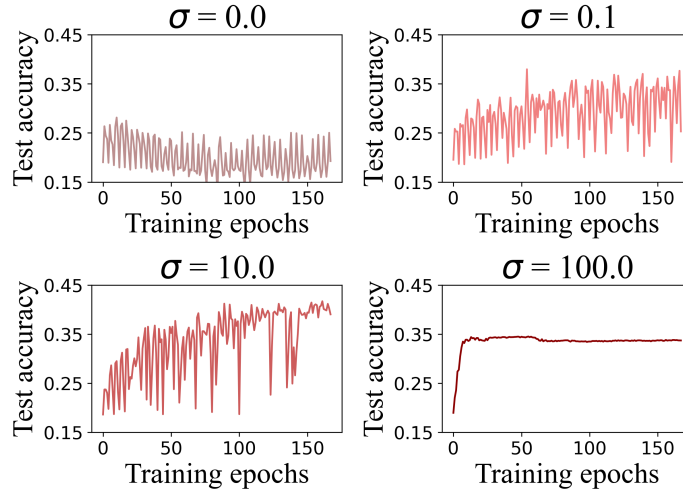 σ = 0.0
Test accuracy
0.45
0.35
0.25
0.15
0
50
100
150
Training epochs
σ = 0.1
Test accuracy
0.45
0.35
0.25
0.15
0
50
100
150
Training epochs
σ = 10.0
Test accuracy
0.45
0.35
0.25
0.15
0
50
100
150
Training epochs
σ = 100.0
Test accuracy
0.45
0.35
0.25
0.15
0
50
100
150
Training epochs